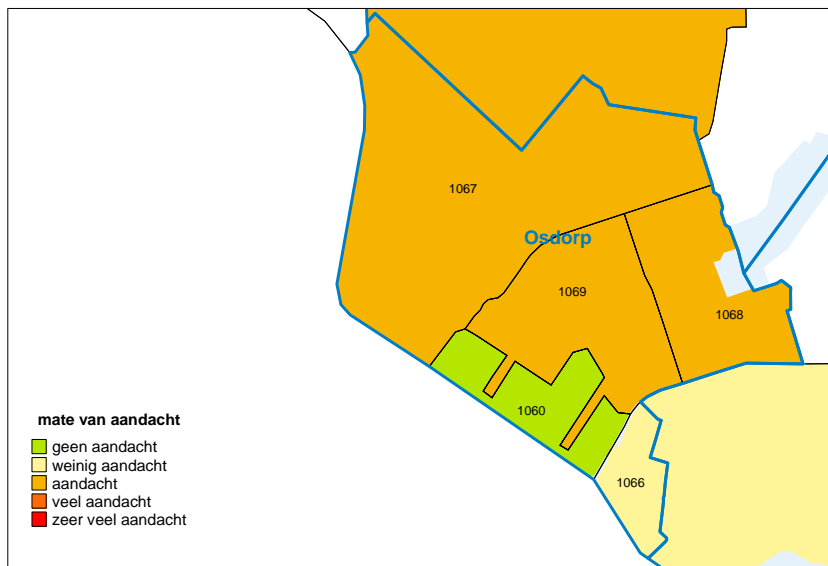 1067
Osdorp
1069
1068
1060
1066
mate van aandacht
geen aandacht
weinig aandacht
aandacht
veel aandacht
zeer veel aandacht